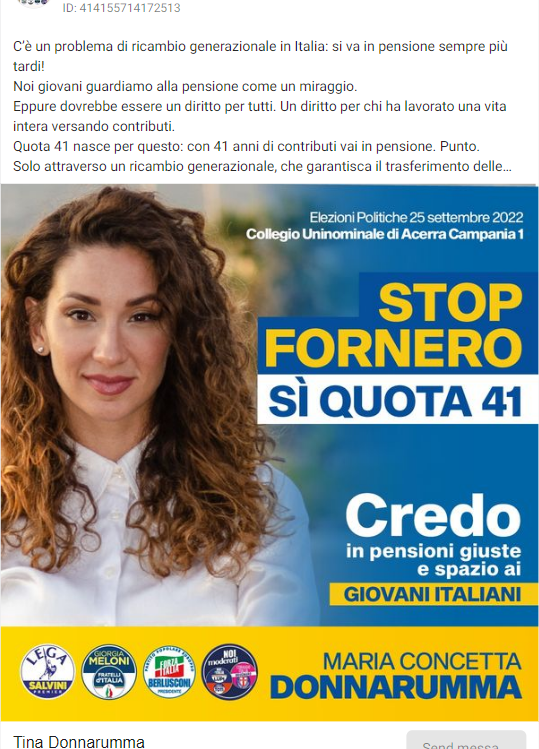 ID: 414155714172513
C'è un problema di ricambio generazionale in Italia: si va in pensione sempre più
tardi!
Noi giovani guardiamo alla pensione come un miraggio.
Eppure dovrebbe essere un diritto per tutti. Un diritto per chi ha lavorato una vita
intera versando contributi.
Quota 41 nasce per questo: con 41 anni di contributi vai in pensione. Punto.
Solo attraverso un ricambio generazionale, che garantisca il trasferimento delle…
Elezioni Politiche 25 settembre 2022
Collegio Uninominale di Acerra Campania 1
STOP
FORNERO
SÌ QUOTA 41
Credo
in pensioni giuste
e spazio ai
GIOVANI ITALIANI
LEGA
SALVINI
PREMIER
GIORGIA
MELONI
FRATELLI
d'ITALIA
FORZA
ITALIA
BERLUSCONI
PRESIDENTE
NOI
moderati
MARIA CONCETTA
DONNARUMMA
Tina Donnarumma
Send messa